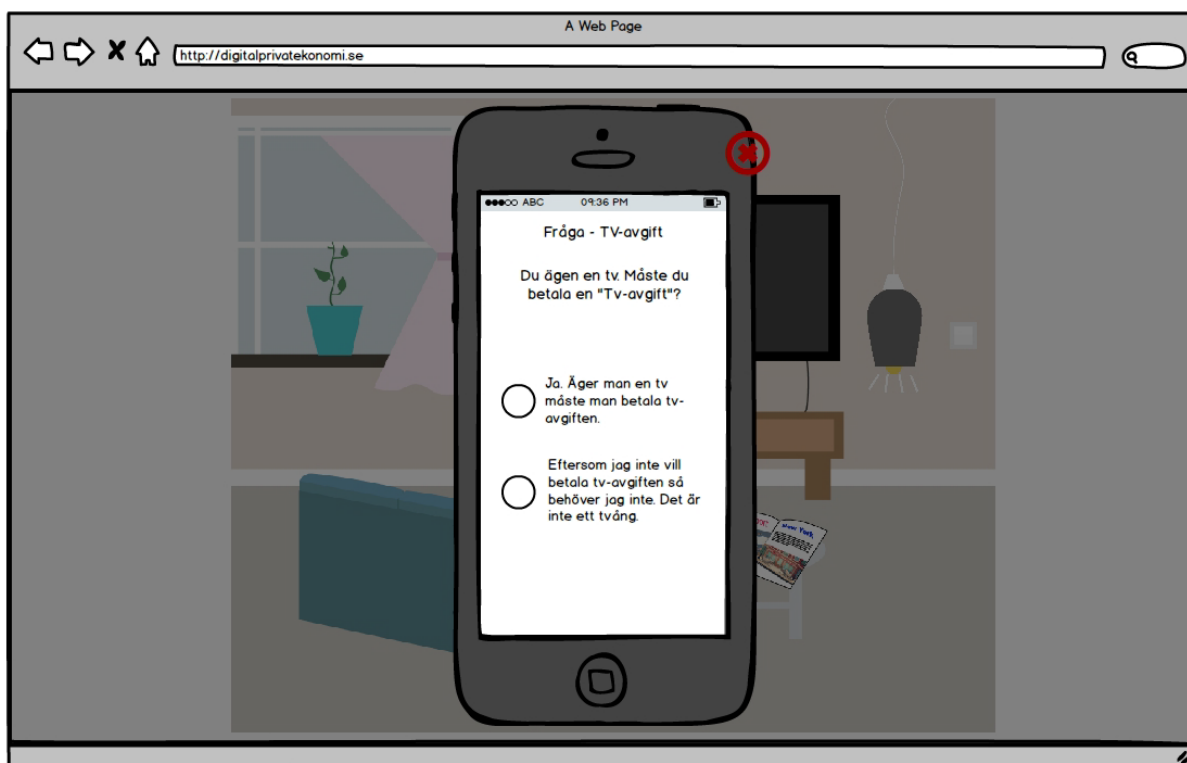 A Web Page
http://digitalprivatekonomi.se
ABC 09:36 PM
Fråga - TV-avgift
Du ägen en tv. Måste du
betala en "Tv-avgift"?
Ja. Äger man en tv
måste man betala tv-
avgiften.
Eftersom jag inte vill
betala tv-avgiften så
behöver jag inte. Det är
inte ett tvång.
New York